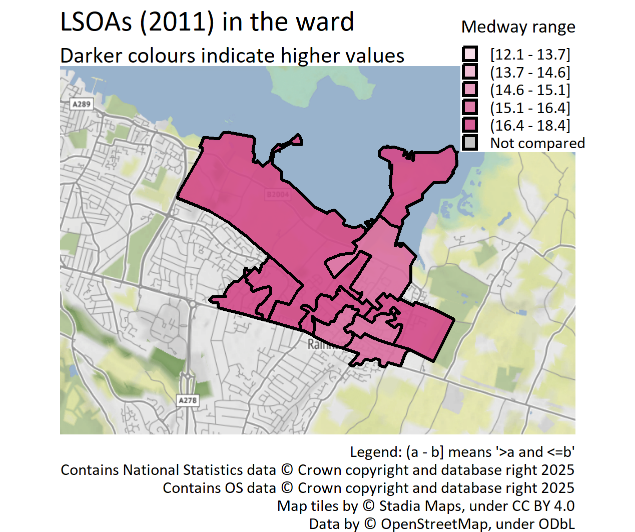 LSOAs (2011) in the ward
Darker colours indicate higher values
Medway range
[12.1 - 13.7]
(13.7 - 14.6]
(14.6 - 15.1]
(15.1 - 16.4]
(16.4 - 18.4]
Not compared
A289
A278
Legend: (a - b] means '>a and <=b'
Contains National Statistics data © Crown copyright and database right 2025
Contains OS data © Crown copyright and database right 2025
Map tiles by © Stadia Maps, under CC BY 4.0
Data by © OpenStreetMap, under ODbL